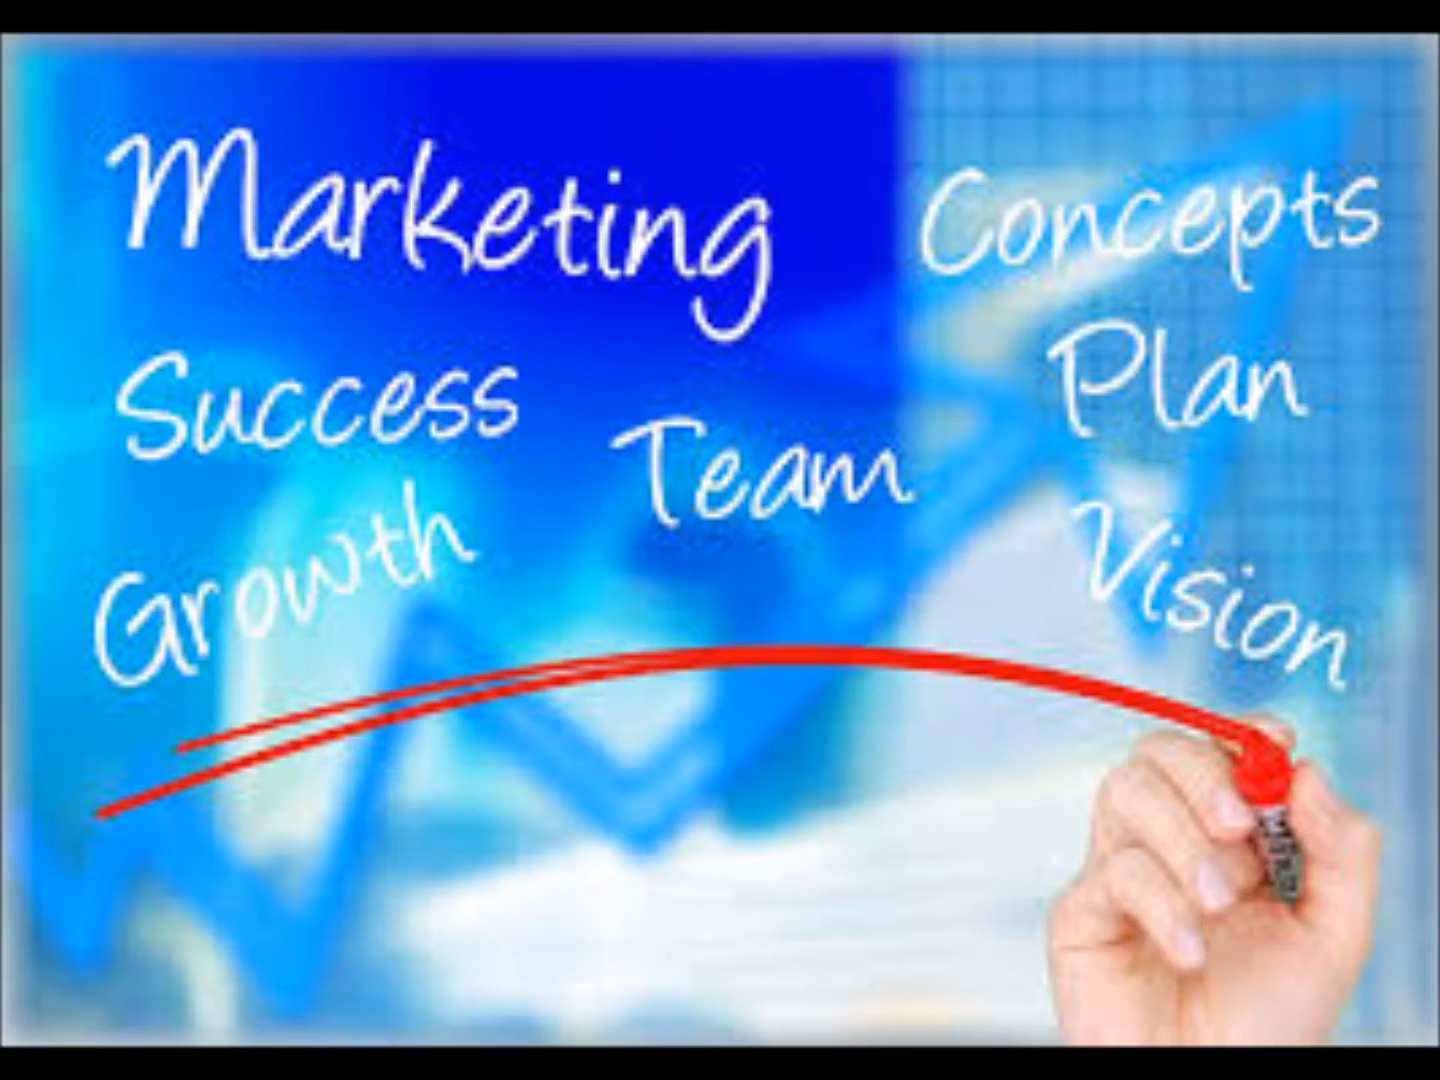 Marketing
Concepts
Success
Team
Plan
Growth
Vision